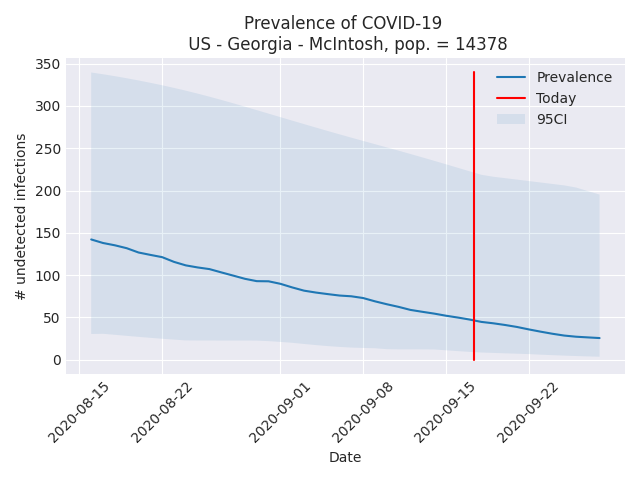 Prevalence of COVID-19
US - Georgia - McIntosh, pop. = 14378
350
300
250
200
150
100
50
0
# undetected infections
Prevalence
Today
95CI
2020-08-15
2020-08-22
2020-09-01
2020-09-08
2020-09-15
2020-09-22
Date